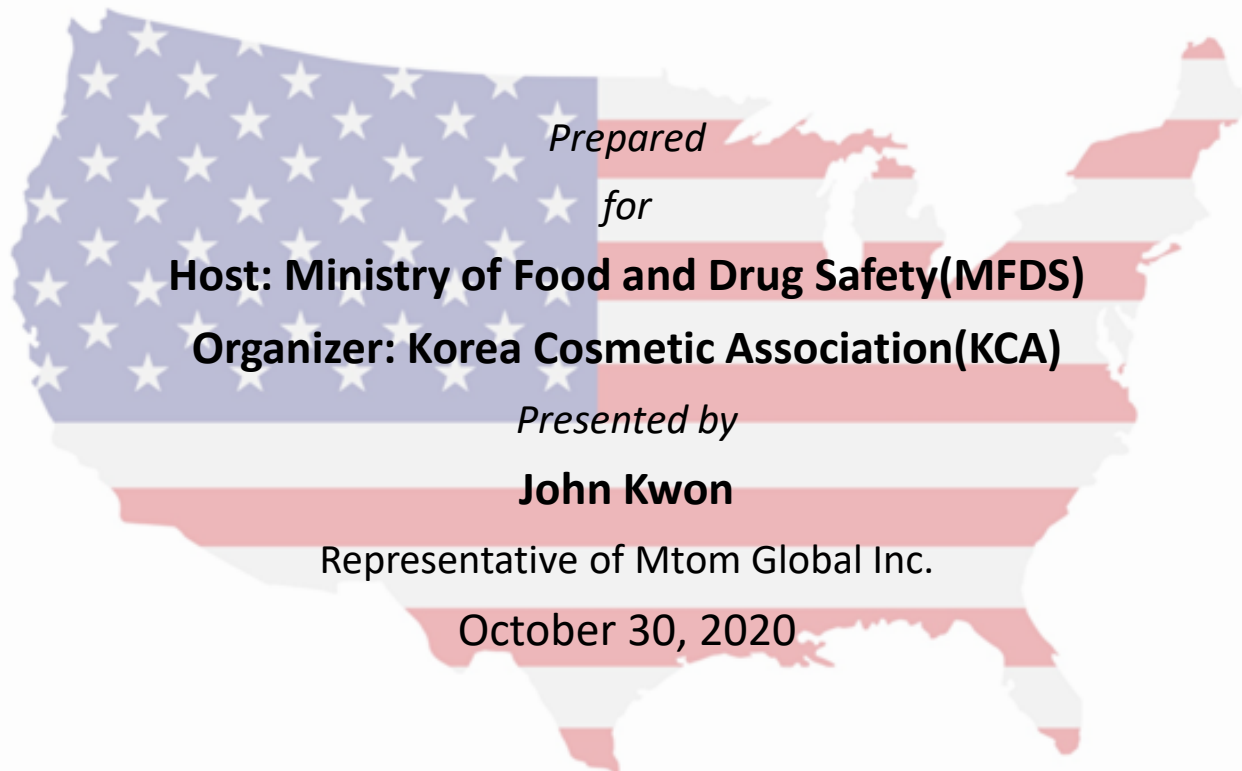 Prepared
for
Host: Ministry of Food and Drug Safety(MFDS)
Organizer: Korea Cosmetic Association(KCA)
Presented by
John Kwon
Representative of Mtom Global Inc.
October 30, 2020